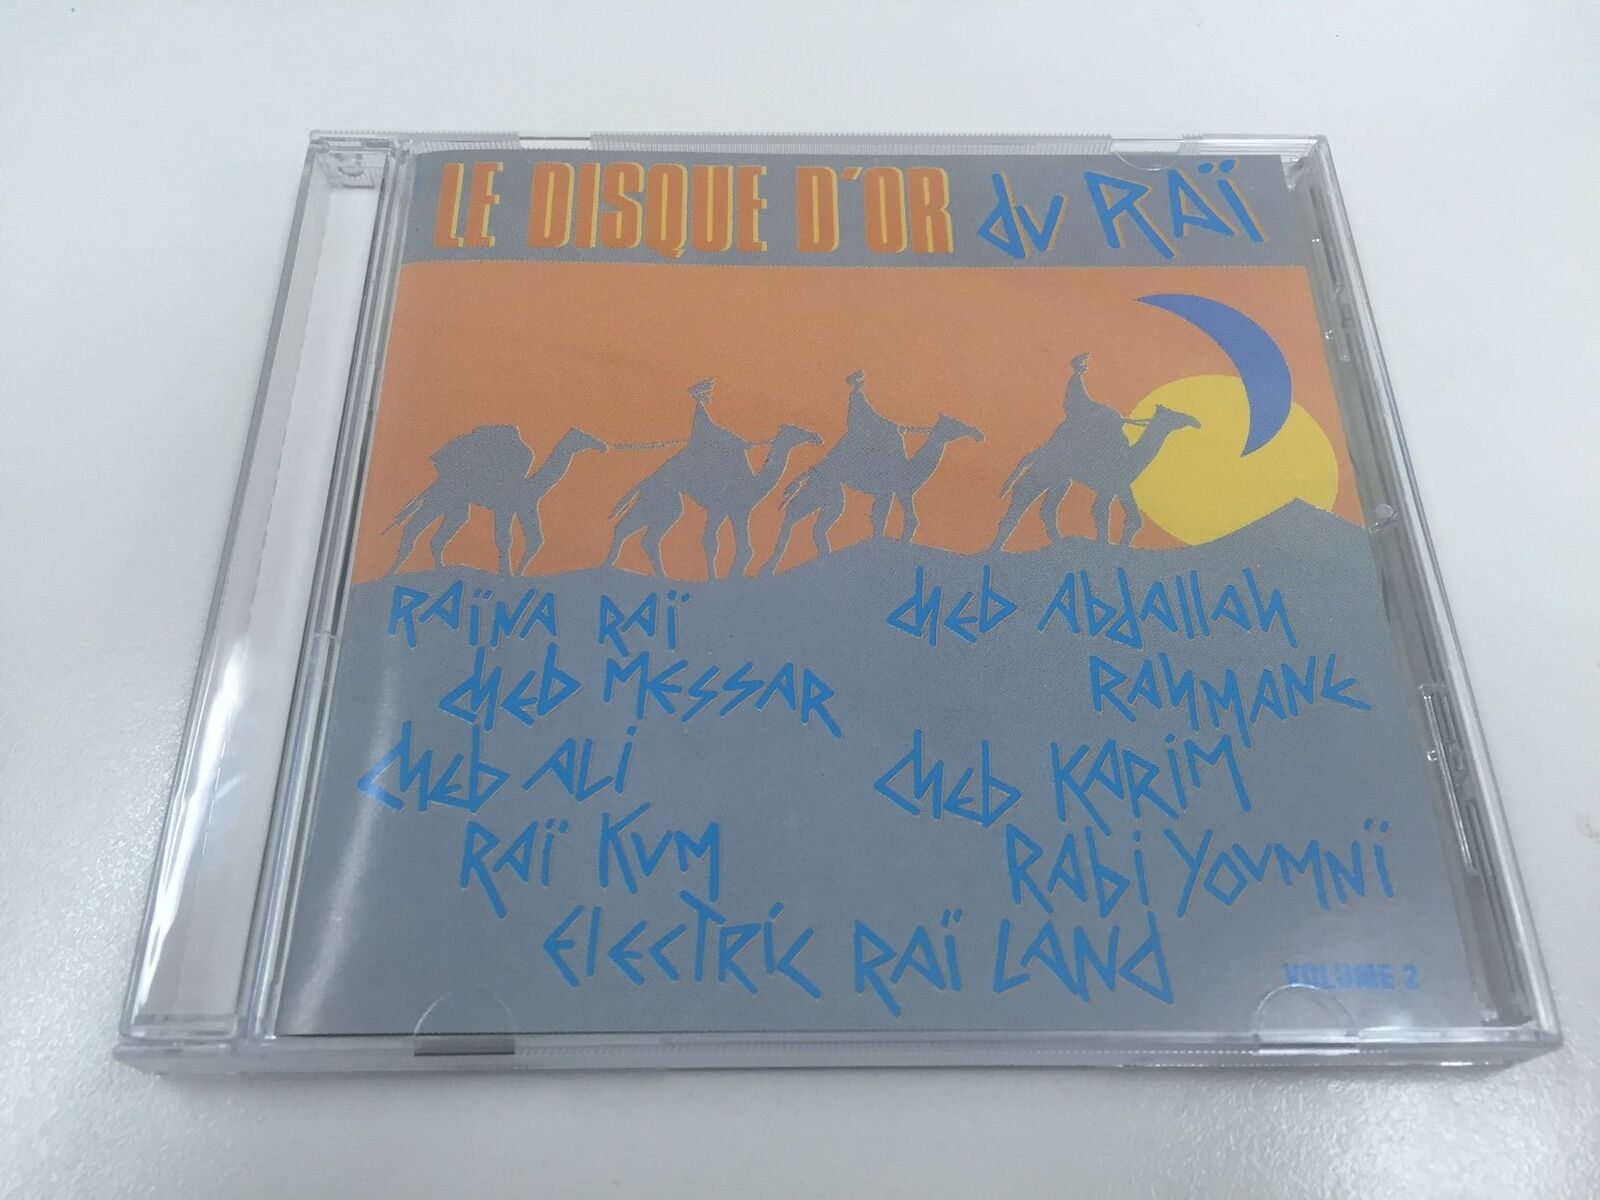 LE DISQUE D'OR du RAÏ
RAÏNA RAÏ
cheb MESSAR
cheb ALI
RAÏ KUM
cheb Abdallah
RAhMANE
cheb KARIM
RAbi YOUMNÏ
ElECTRIC RAÏ LANd
VOLUME 2